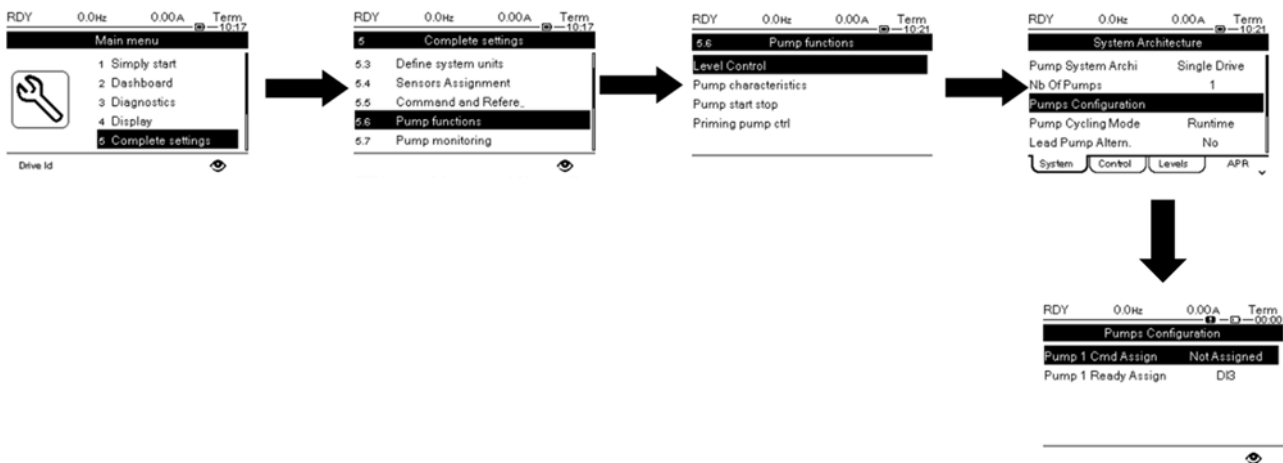 RDY 0.0Hz 0.00A Term
10:17
Main menu
1 Simply start
2 Dashboard
3 Diagnostics
4 Display
5 Complete settings
Drive Id
RDY 0.0Hz 0.00A Term
10:17
5 Complete settings
5.3 Define system units
5.4 Sensors Assignment
5.5 Command and Refere_
5.6 Pump functions
5.7 Pump monitoring
RDY 0.0Hz 0.00A Term
10:21
5.6 Pump functions
Level Control
Pump characteristics
Pump start stop
Priming pump ctrl
RDY 0.0Hz 0.00A Term
10:21
System Architecture
Pump System Archi Single Drive
Nb Of Pumps 1
Pumps Configuration
Pump Cycling Mode Runtime
Lead Pump Altern. No
System Control Levels APR
RDY 0.0Hz 0.00A Term
00:00
Pumps Configuration
Pump 1 Cmd Assign Not Assigned
Pump 1 Ready Assign DI3